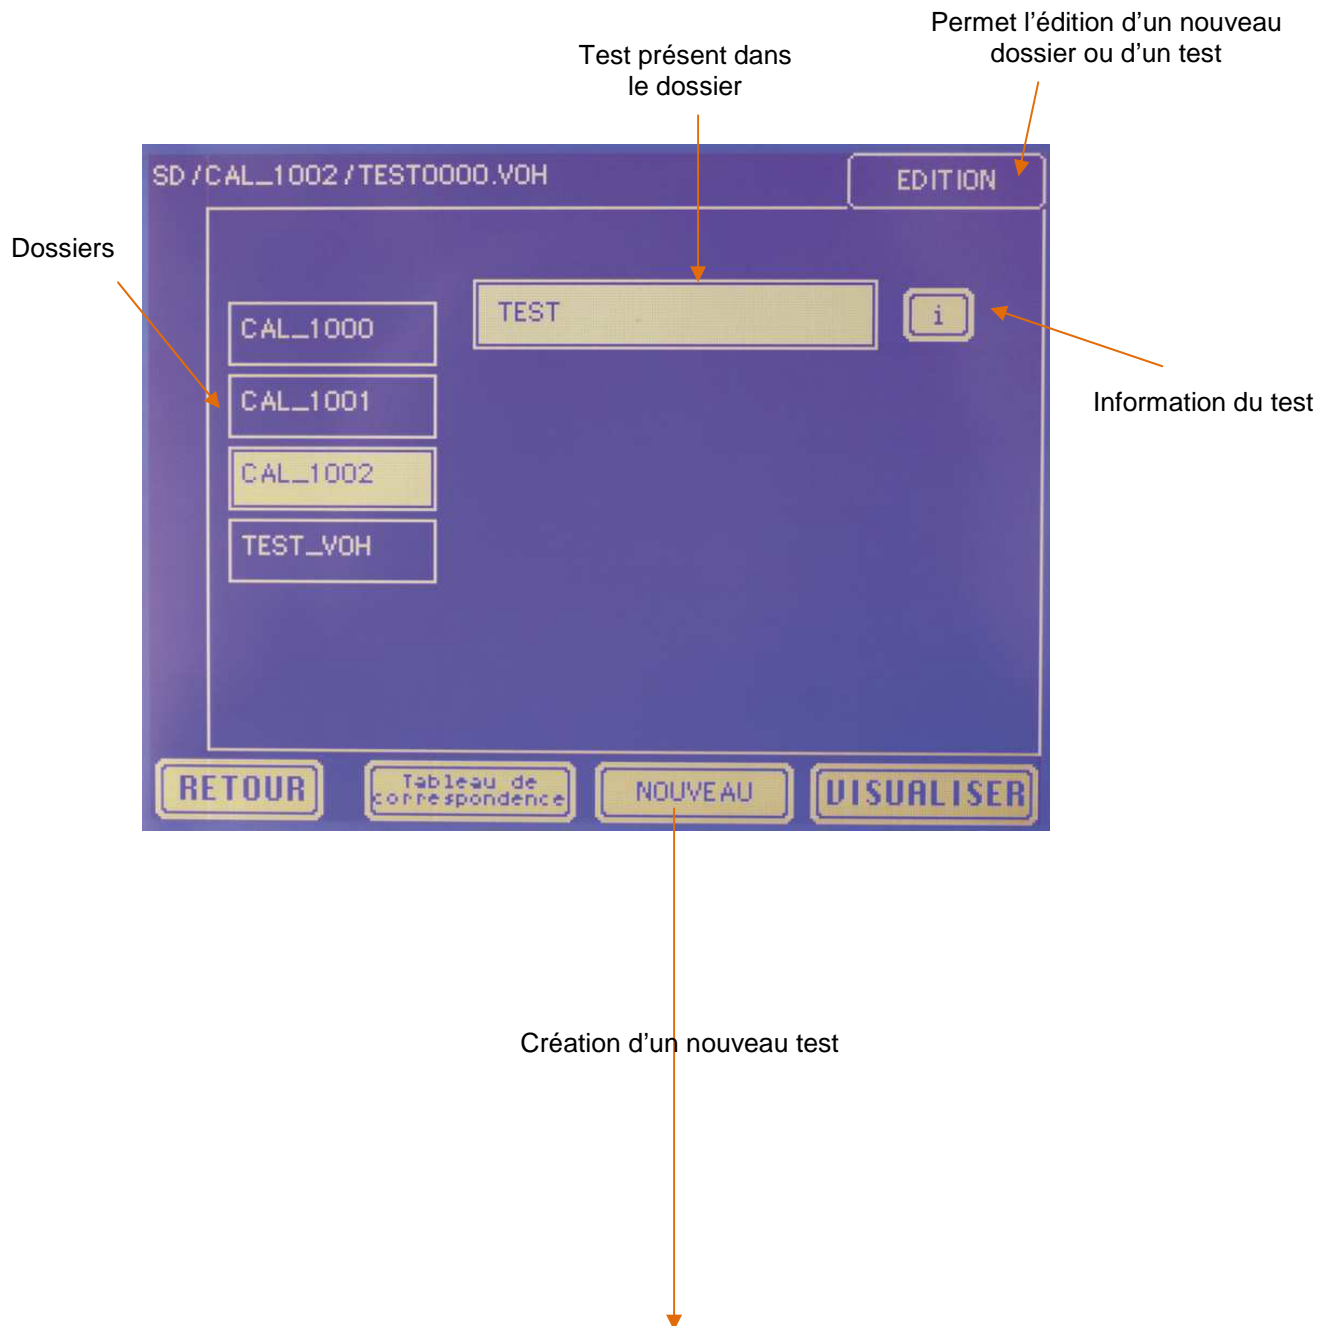 Permet l’édition d’un nouveau
dossier ou d’un test
Test présent dans
le dossier
SD/CAL_1002/TEST0000.VOH
EDITION
Dossiers
TEST
i
CAL_1000
CAL_1001
Information du test
CAL_1002
TEST_VOH
RETOUR
Tableau de
correspondence
NOUVEAU
VISUALISER
Création d’un nouveau test